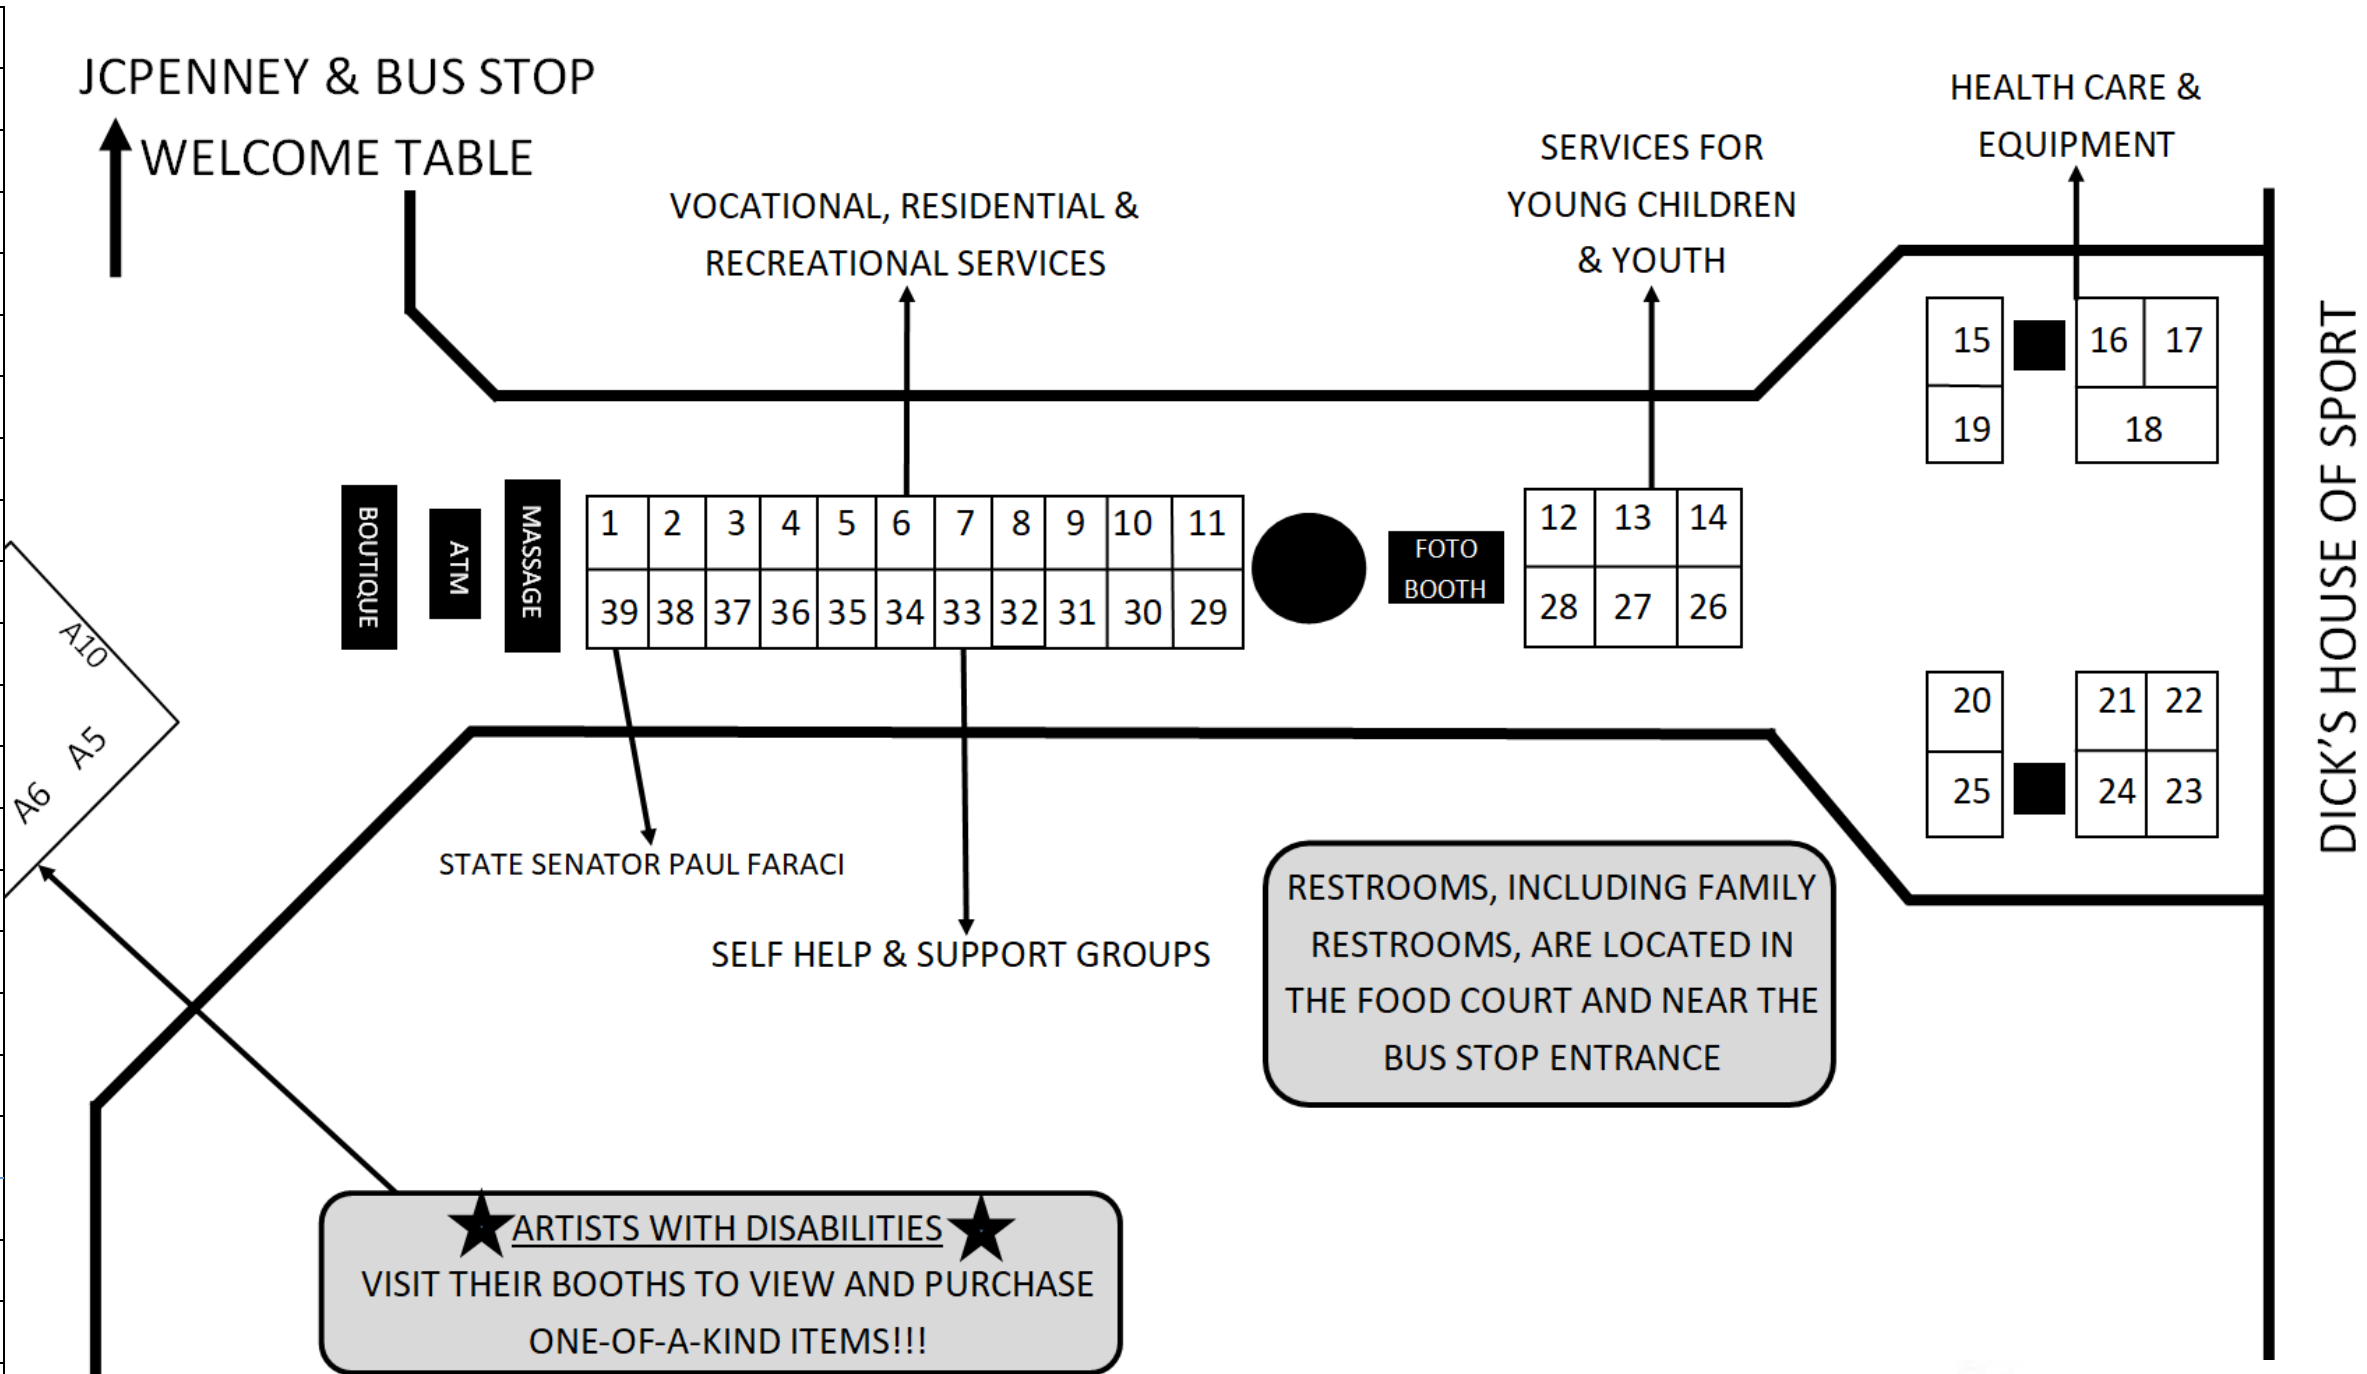 JCPENNEY & BUS STOP
WELCOME TABLE
VOCATIONAL, RESIDENTIAL &
RECREATIONAL SERVICES
SERVICES FOR
YOUNG CHILDREN
& YOUTH
HEALTH CARE &
EQUIPMENT
15 16 17
19 18
DICK'S HOUSE OF SPORT
BOUTIQUE
ATM
MASSAGE
1 2 3 4 5 6 7 8 9 10 11
39 38 37 36 35 34 33 32 31 30 29
FOTO
BOOTH
12 13 14
28 27 26
20 21 22
25 24 23
A10
A5
A6
STATE SENATOR PAUL FARACI
SELF HELP & SUPPORT GROUPS
RESTROOMS, INCLUDING FAMILY
RESTROOMS, ARE LOCATED IN
THE FOOD COURT AND NEAR THE
BUS STOP ENTRANCE
ARTISTS WITH DISABILITIES
VISIT THEIR BOOTHS TO VIEW AND PURCHASE
ONE-OF-A-KIND ITEMS!!!